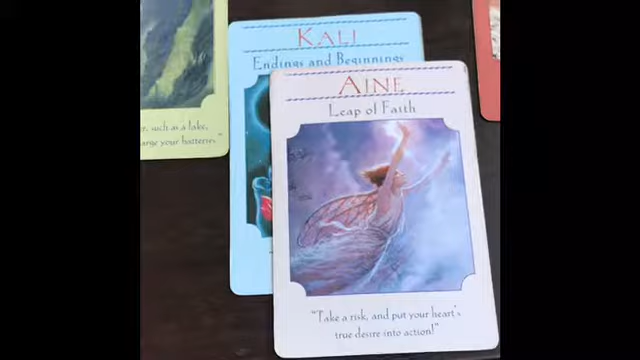 KALI
Endings and Beginnings
AINE
Leap of Faith
such as a lake,
your batteries."
"Take a risk, and put your heart's
true desire into action!"